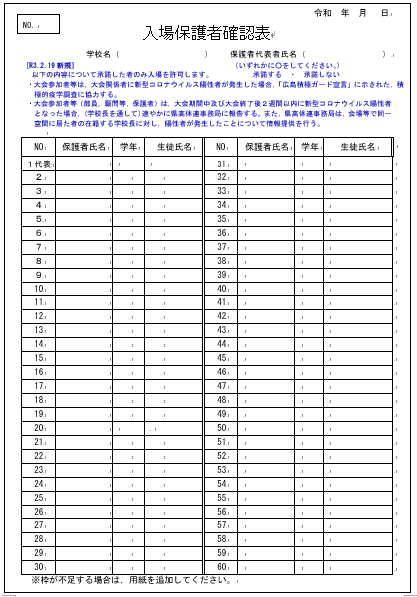 令和　年　月　日
NO.
入場保護者確認表
学校名（　　　　　　　　）　保護者代表者氏名（　　　　　　　　）
[R3.2.19 新規]　（いずれかに〇をしてください。）
以下の内容について承諾した者のみ入場を許可します。　承諾する ・ 承諾しない
・大会参加者等は，大会関係者に新型コロナウイルス陽性者が発生した場合，「広島積極ガード宣言」に示された，積
極的疫学調査に協力する。
・大会参加者等（部員，顧問等，保護者）は，大会期間中及び大会終了後２週間以内に新型コロナウイルス陽性者
となった場合，（学校長を通して）速やかに県高体連事務局に報告する。また，県高体連事務局は，会場等で同一
空間に居た者の在籍する学校長に対し，陽性者が発生したことについて情報提供を行う。
NO. 保護者氏名 学年 生徒氏名 NO. 保護者氏名 学年 生徒氏名
1代表 31
2 32
3 33
4 34
5 35
6 36
7 37
8 38
9 39
10 40
11 41
12 42
13 43
14 44
15 45
16 46
17 47
18 48
19 49
20 50
21 51
22 52
23 53
24 54
25 55
26 56
27 57
28 58
29 59
30 60
※枠が不足する場合は，用紙を追加してください。